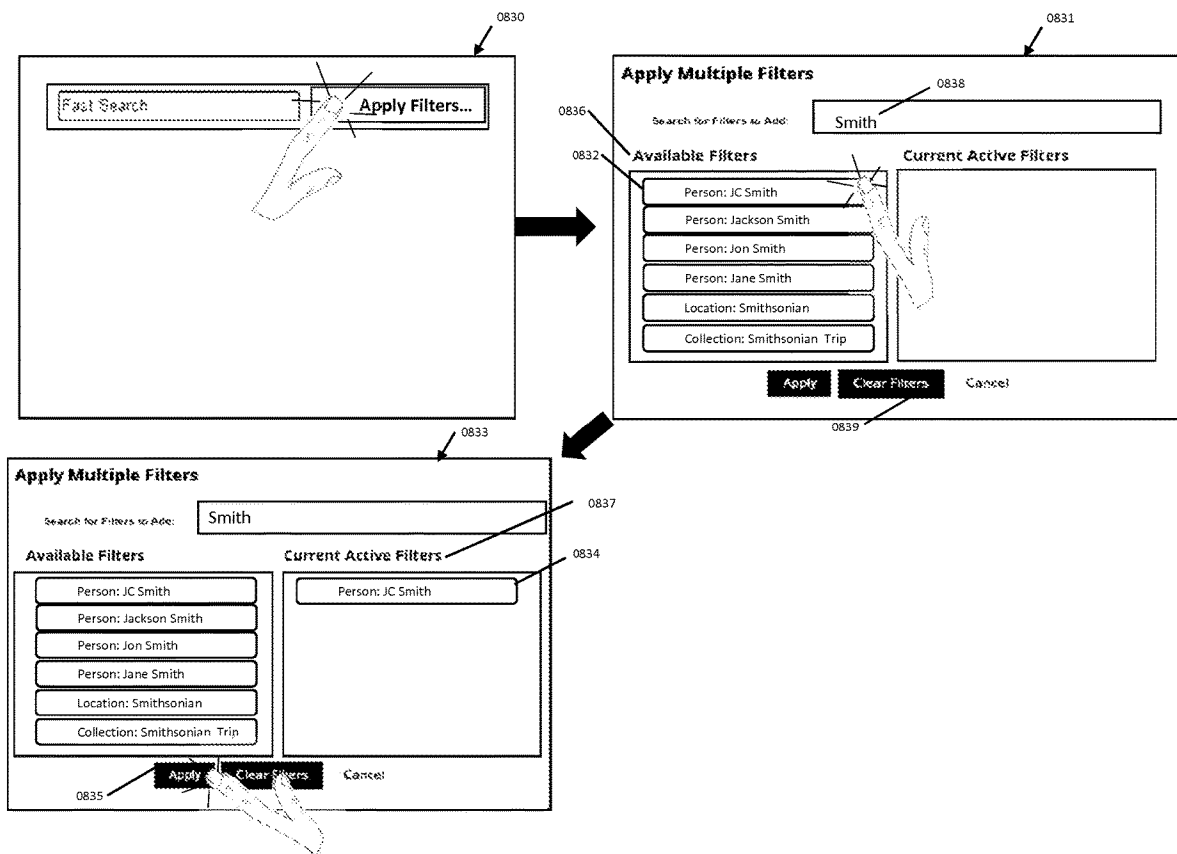 0830
Fast Search
Apply Filters...
0831
Apply Multiple Filters
0838
Search for Filters to Add:
Smith
0836
0832
Available Filters
Current Active Filters
Person: JC Smith
Person: Jackson Smith
Person: Jon Smith
Person: Jane Smith
Location: Smithsonian
Collection: Smithsonian Trip
Apply
Clear Filters
Cancel
0839
0833
Apply Multiple Filters
0837
Search for Filters to Add:
Smith
Available Filters
Current Active Filters
0834
Person: JC Smith
Person: JC Smith
Person: Jackson Smith
Person: Jon Smith
Person: Jane Smith
Location: Smithsonian
Collection: Smithsonian Trip
Apply
Clear Filters
Cancel
0835